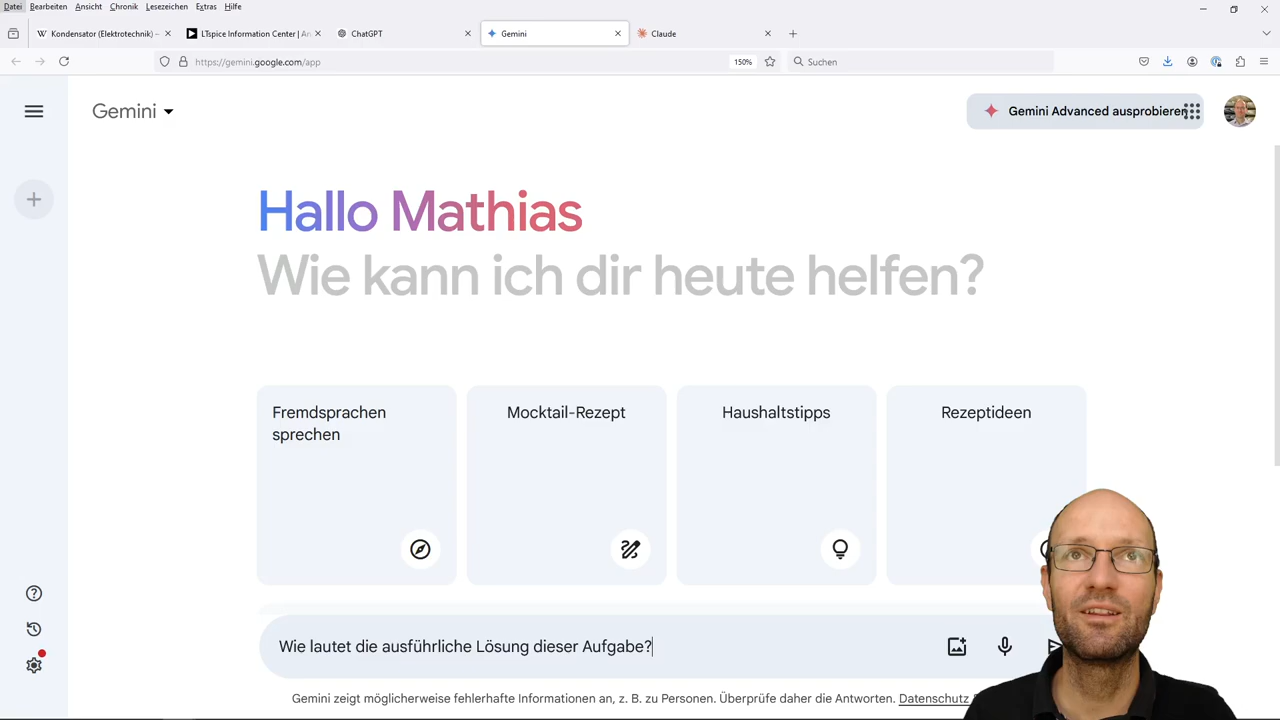 Datei Bearbeiten Ansicht Chronik Lesezeichen Extras Hilfe
Kondensator (Elektrotechnik) – LTspice Information Center | An ChatGPT Gemini Claude
https://gemini.google.com/app 150% Suchen
Gemini Gemini Advanced ausprobieren
Hallo Mathias
Wie kann ich dir heute helfen?
Fremdsprachen
sprechen
Mocktail-Rezept
Haushaltstipps
Rezeptideen
Wie lautet die ausführliche Lösung dieser Aufgabe?
Gemini zeigt möglicherweise fehlerhafte Informationen an, z. B. zu Personen. Überprüfe daher die Antworten. Datenschutz